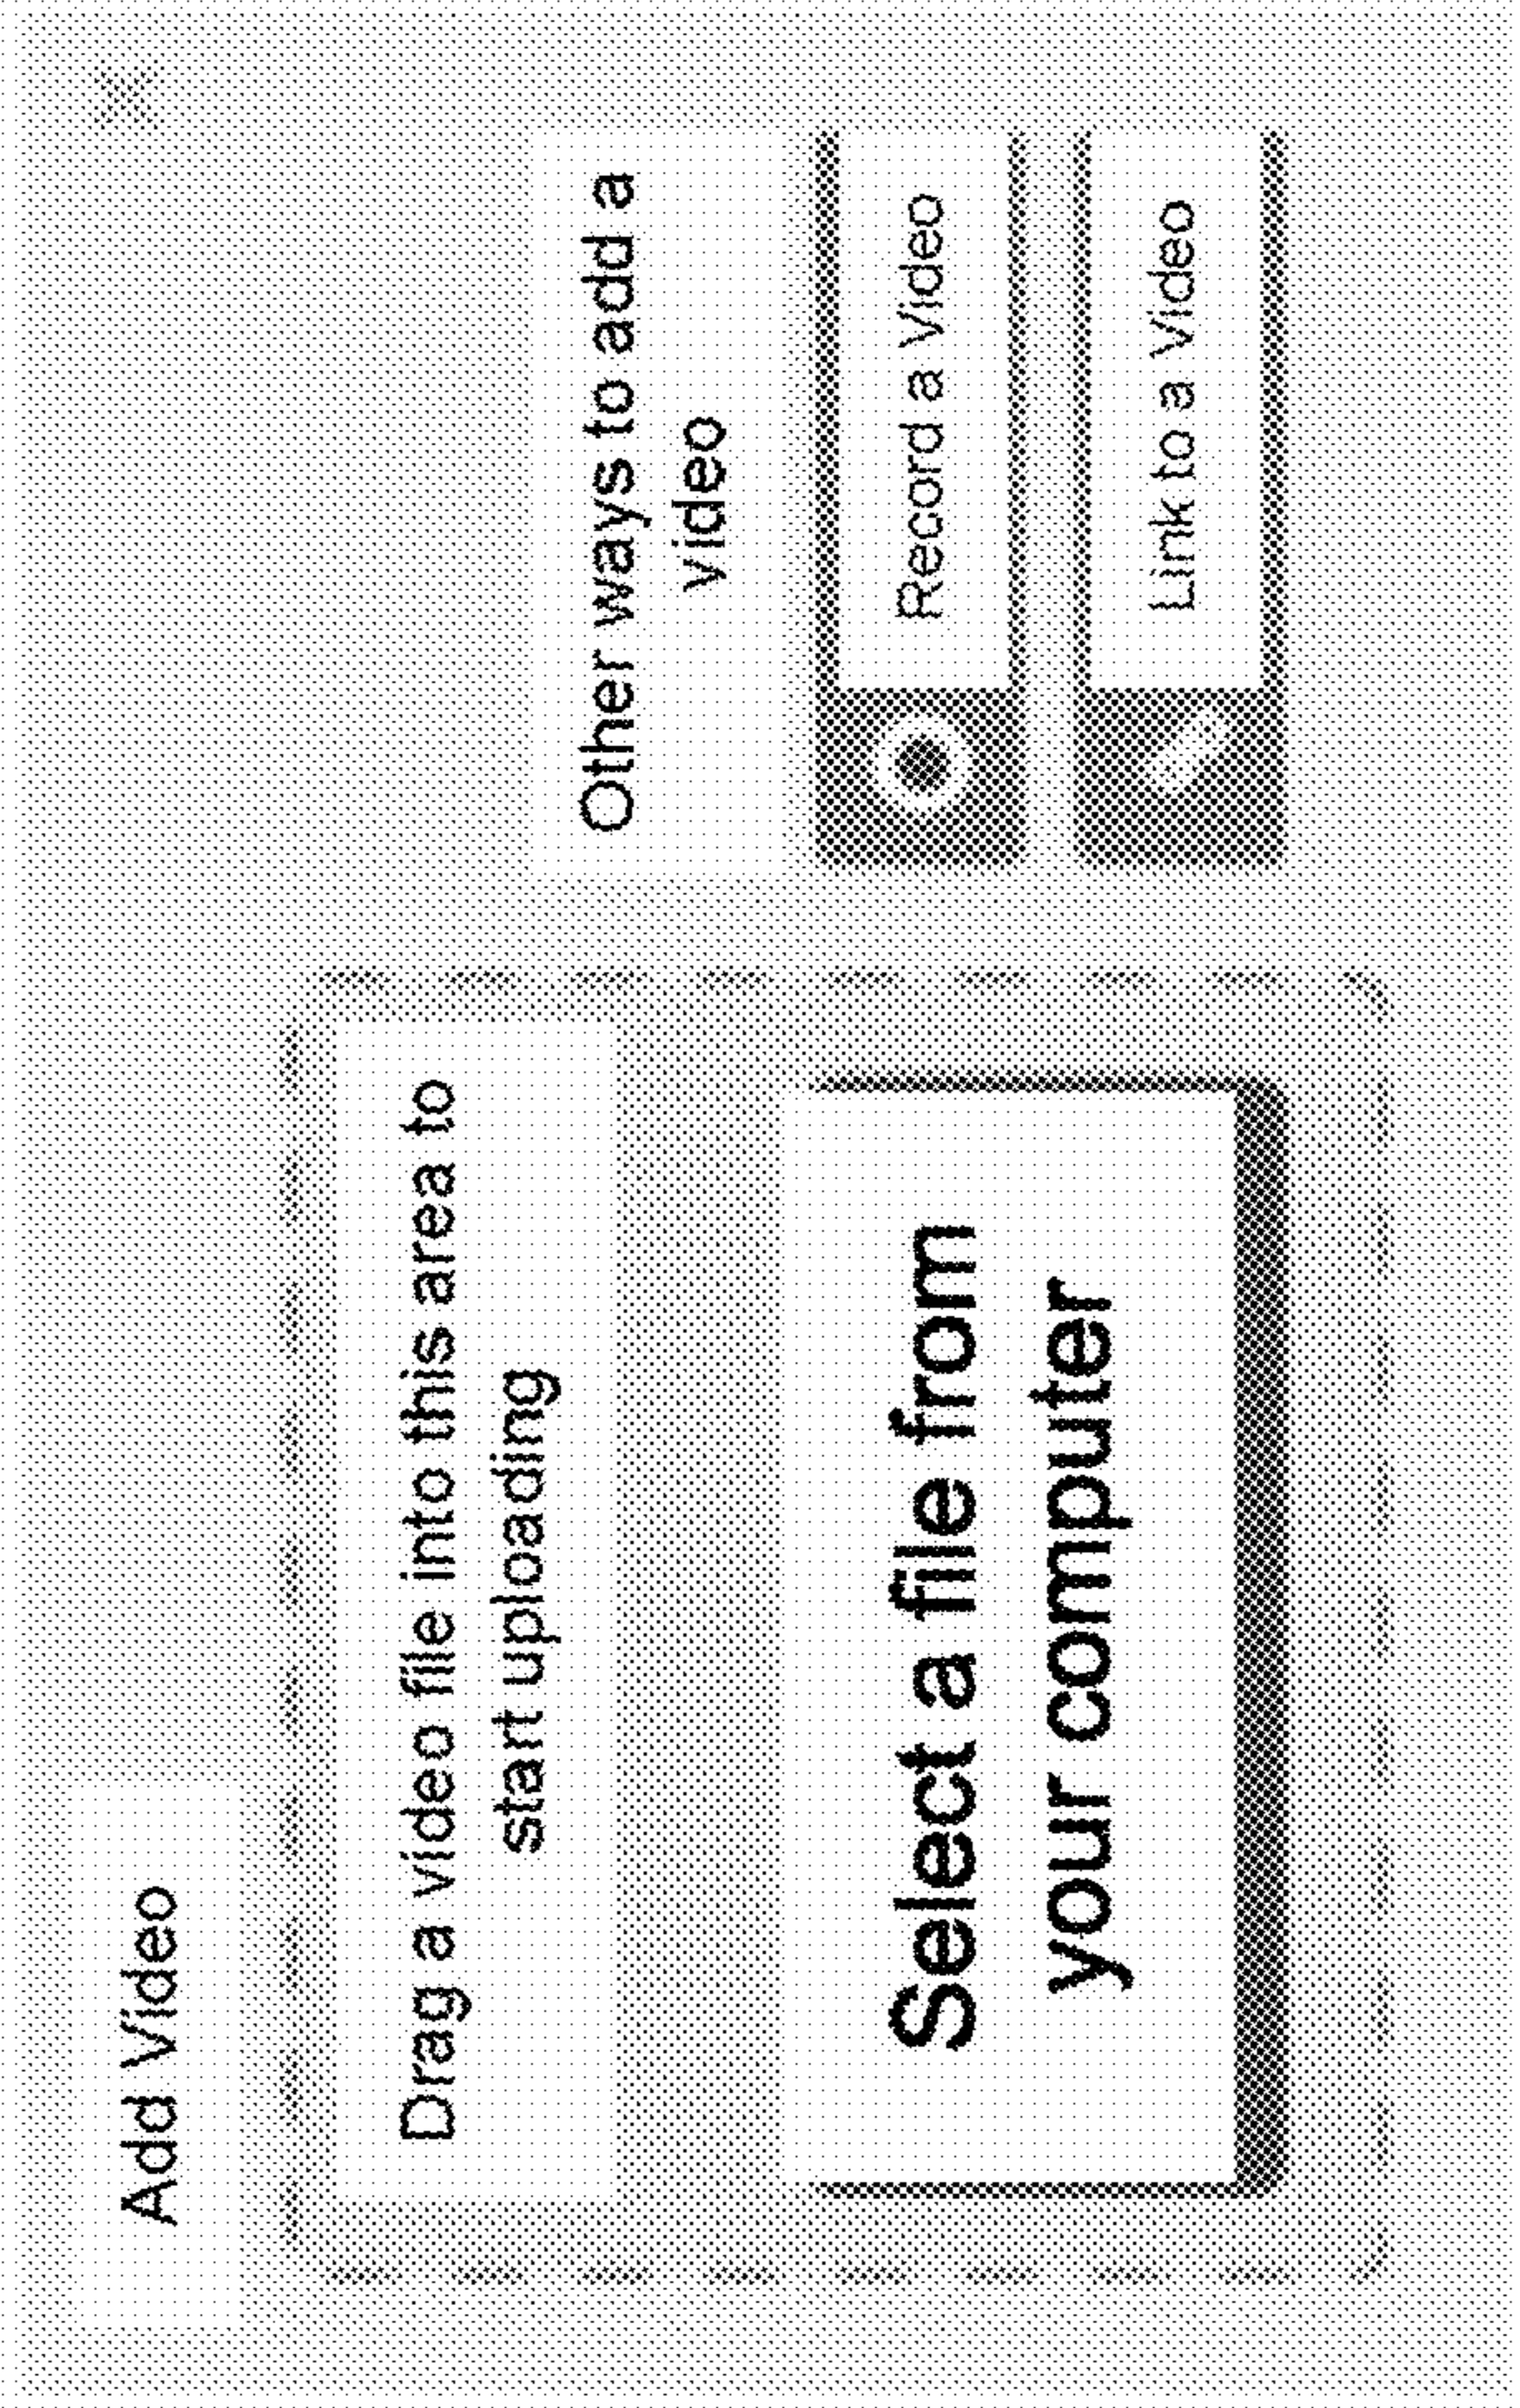 Add Video
Drag a video file into this area to
start uploading
Select a file from
your computer
Other ways to add a
video
Record a Video
Link to a Video